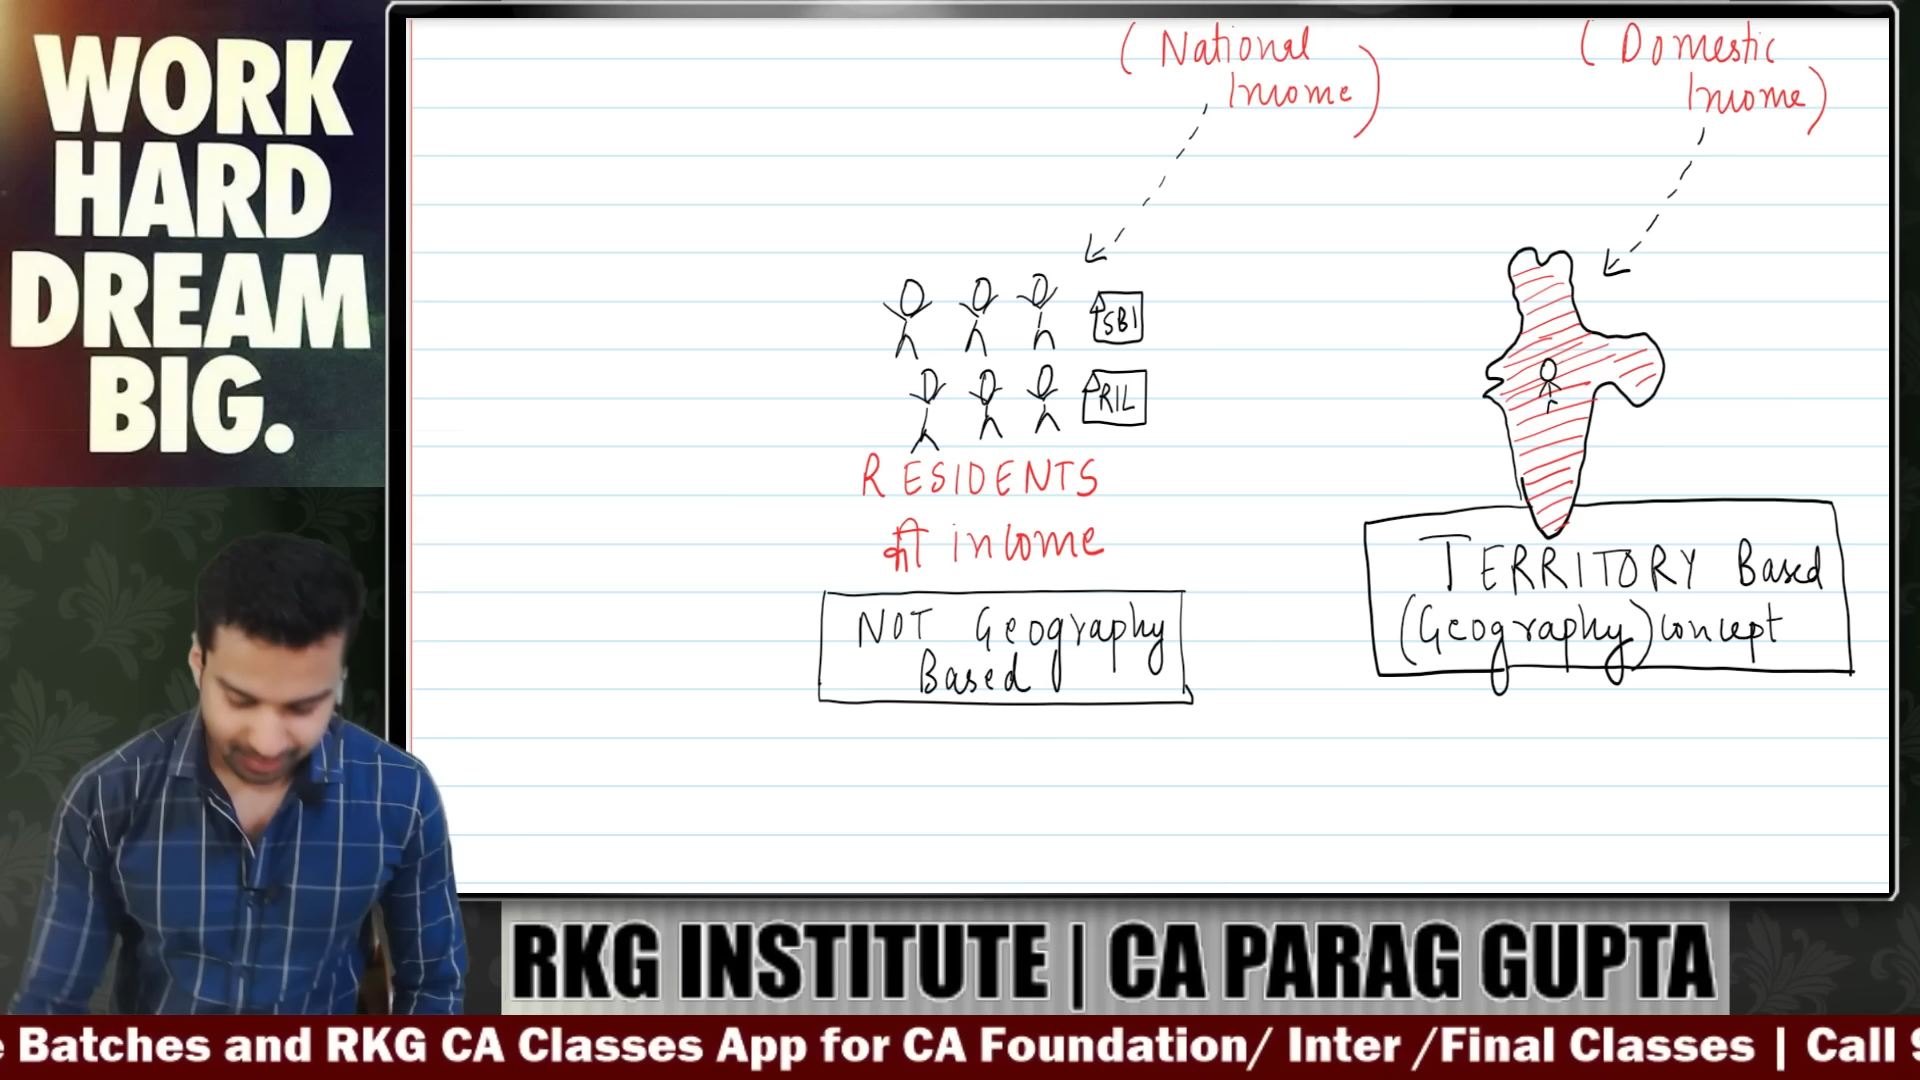 WORK
HARD
DREAM
BIG.
( National
Income )
( Domestic
Income )
SBI
RIL
RESIDENTS
की income
NOT Geography
Based
TERRITORY Based
(Geography) concept
RKG INSTITUTE | CA PARAG GUPTA
Batches and RKG CA Classes App for CA Foundation/ Inter /Final Classes | Call